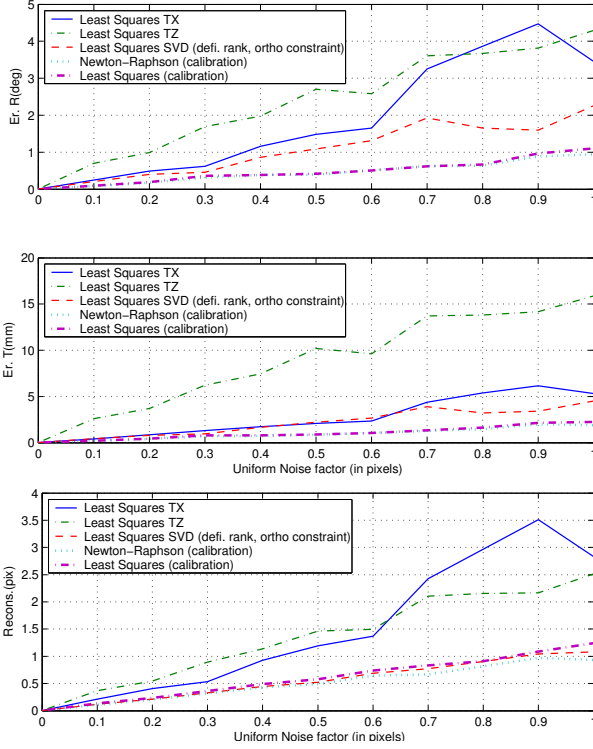 5
4
3
2
1
0
Er. R(deg)
Least Squares TX
Least Squares TZ
Least Squares SVD (defi. rank, ortho constraint)
Newton−Raphson (calibration)
Least Squares (calibration)
0 0.1 0.2 0.3 0.4 0.5 0.6 0.7 0.8 0.9 1
20
15
10
5
0
Er. T(mm)
Least Squares TX
Least Squares TZ
Least Squares SVD (defi. rank, ortho constraint)
Newton−Raphson (calibration)
Least Squares (calibration)
0 0.1 0.2 0.3 0.4 0.5 0.6 0.7 0.8 0.9 1
Uniform Noise factor (in pixels)
4
3.5
3
2.5
2
1.5
1
0.5
0
Recons.(pix)
Least Squares TX
Least Squares TZ
Least Squares SVD (defi. rank, ortho constraint)
Newton−Raphson (calibration)
Least Squares (calibration)
0 0.1 0.2 0.3 0.4 0.5 0.6 0.7 0.8 0.9 1
Uniform Noise factor (in pixels)